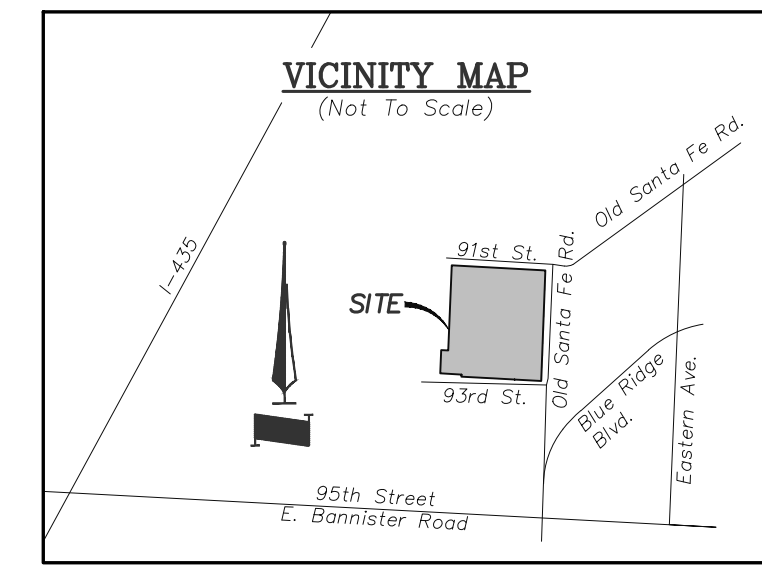 VICINITY MAP
(Not To Scale)
I-435
Old Santa Fe Rd.
91st St.
Old Santa Fe Rd.
SITE
93rd St.
Blue Ridge
Blvd.
Eastern Ave.
95th Street
E. Bannister Road
N